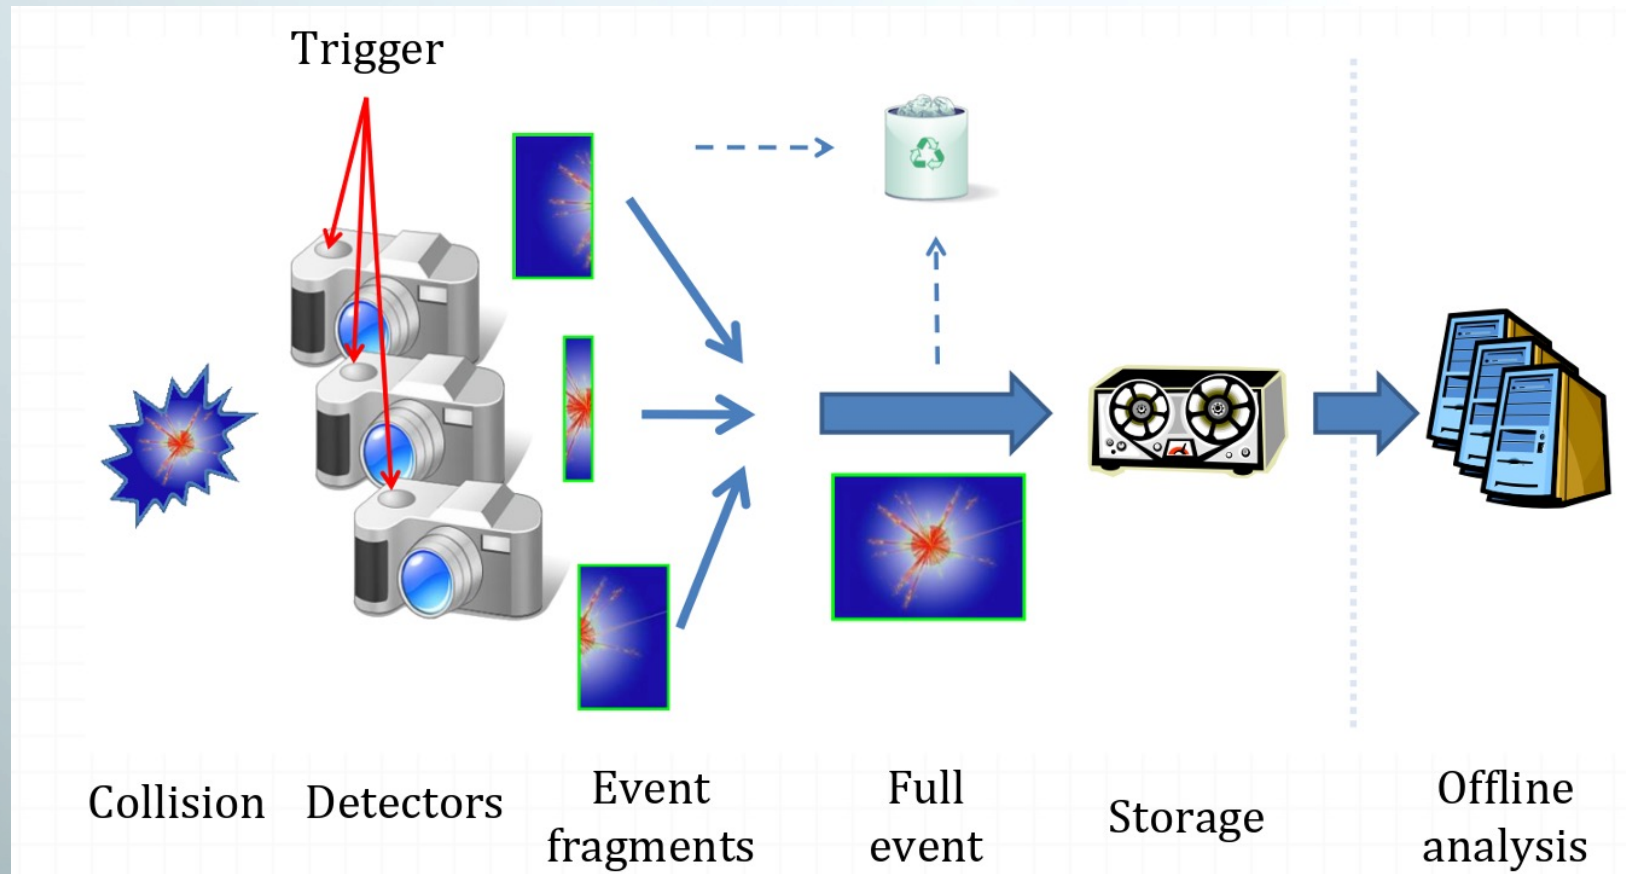 Trigger
Collision
Detectors
Event
fragments
Full
event
Storage
Offline
analysis